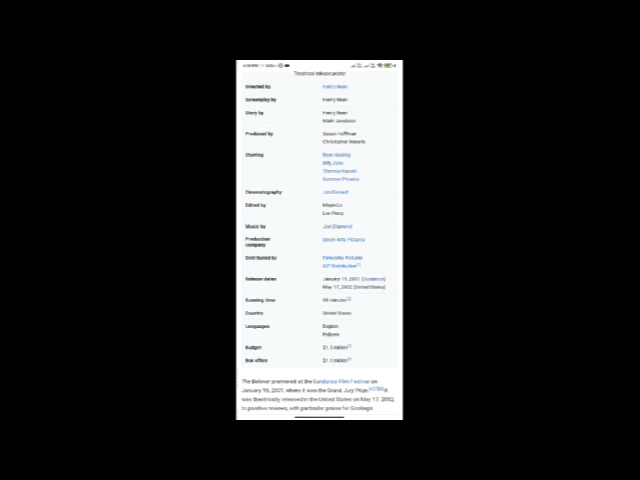 Theatrical release poster
Directed by Henry Bean
Screenplay by Henry Bean
Story by Henry Bean
Mark Jacobson
Produced by Susan Hoffman
Christopher Roberts
Starring Ryan Gosling
Billy Zane
Theresa Russell
Summer Phoenix
Cinematography Jim Denault
Edited by Mayin Lo
Lee Percy
Music by Joel Diamond
Production company Seven Arts Pictures
Distributed by Fireworks Pictures
IDP Distribution
Release dates January 19, 2001 (Sundance)
May 17, 2002 (United States)
Running time 98 minutes
Country United States
Languages English
Hebrew
Budget $1.5 million
Box office $1.3 million
The Believer premiered at the Sundance Film Festival on
January 19, 2001, where it won the Grand Jury Prize. It
was theatrically released in the United States on May 17, 2002,
to positive reviews, with particular praise for Gosling's